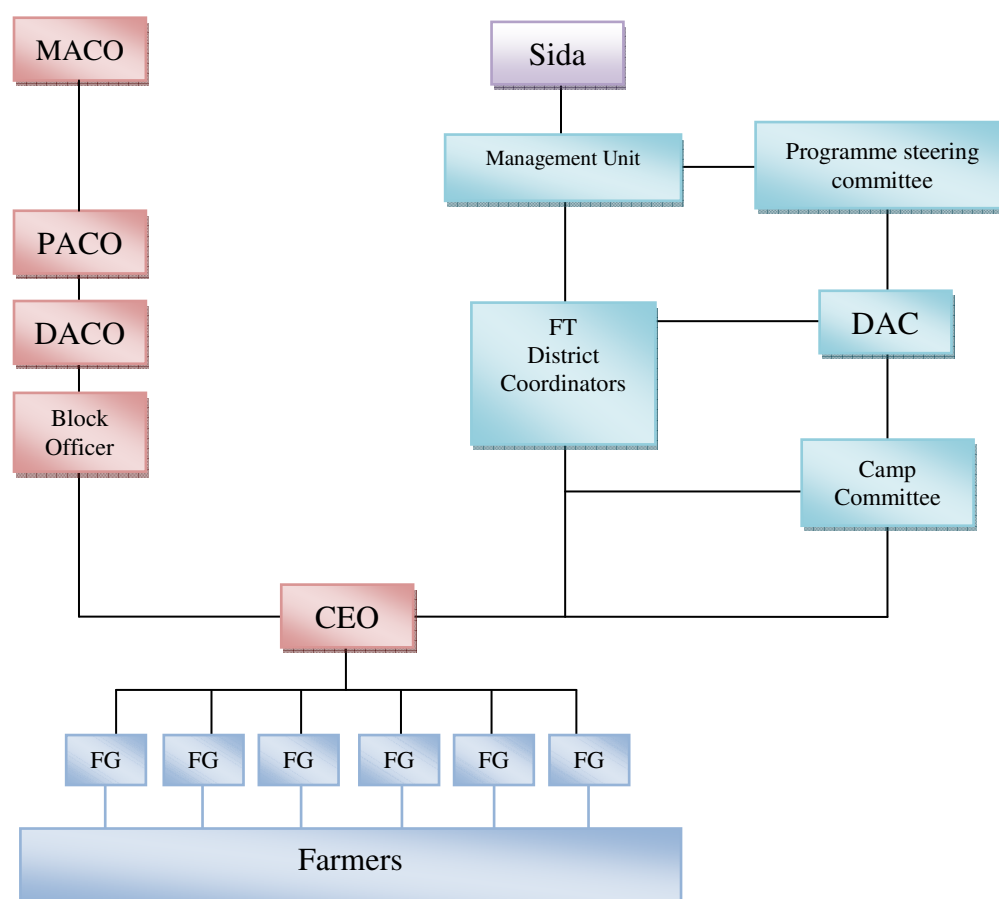 MACO
Sida
Management Unit
Programme steering
committee
PACO
DACO
FT
District
Coordinators
DAC
Block
Officer
Camp
Committee
CEO
FG
FG
FG
FG
FG
FG
Farmers